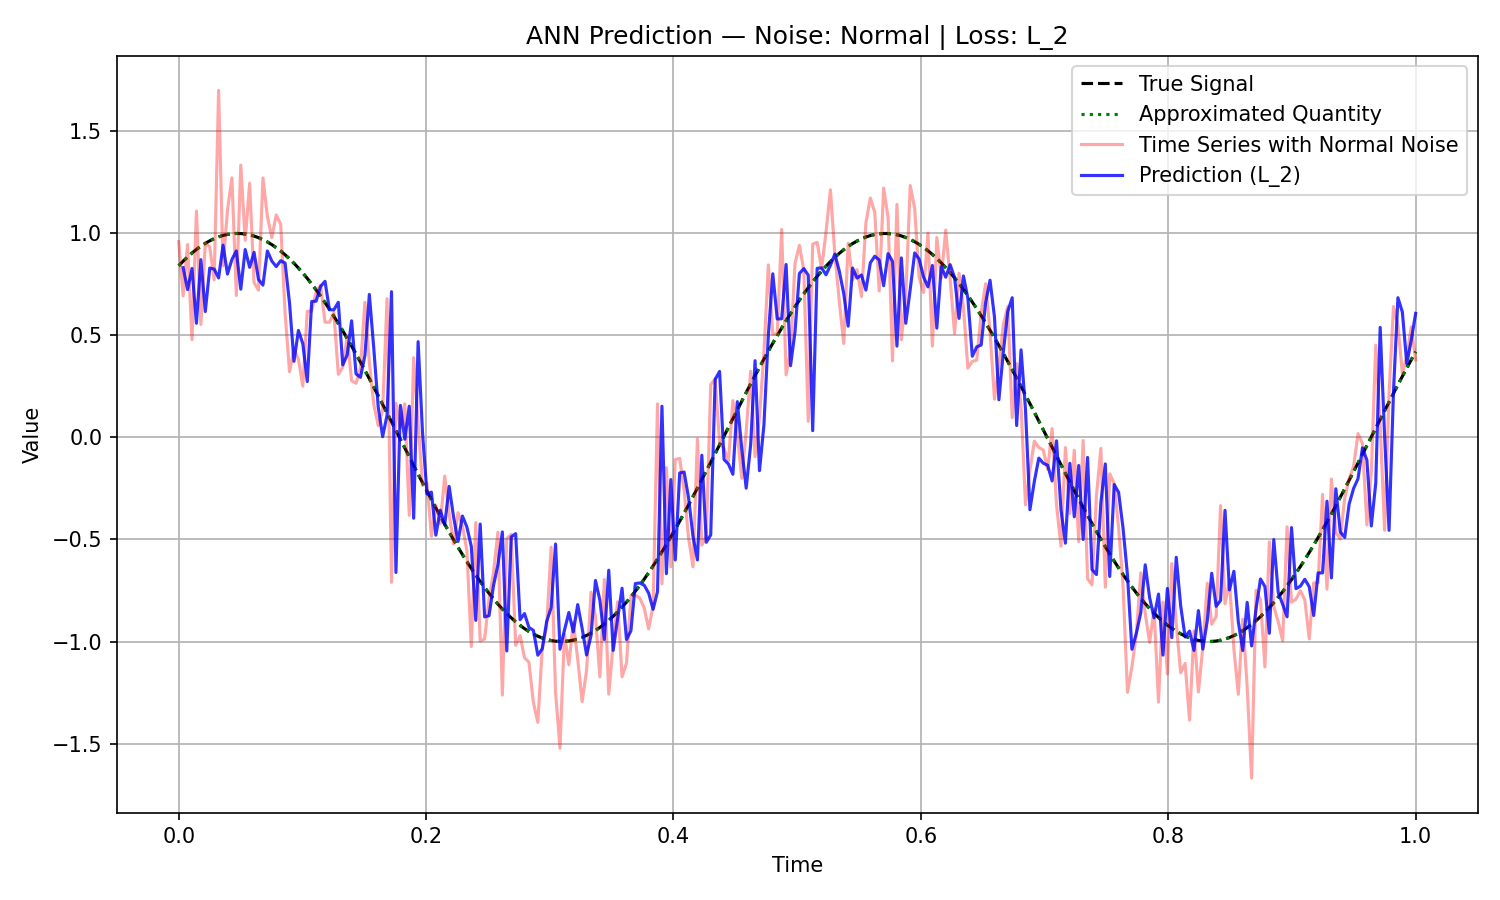 ANN Prediction — Noise: Normal | Loss: L_2
True Signal
Approximated Quantity
Time Series with Normal Noise
Prediction (L_2)
1.5
1.0
0.5
0.0
−0.5
−1.0
−1.5
Value
0.0 0.2 0.4 0.6 0.8 1.0
Time